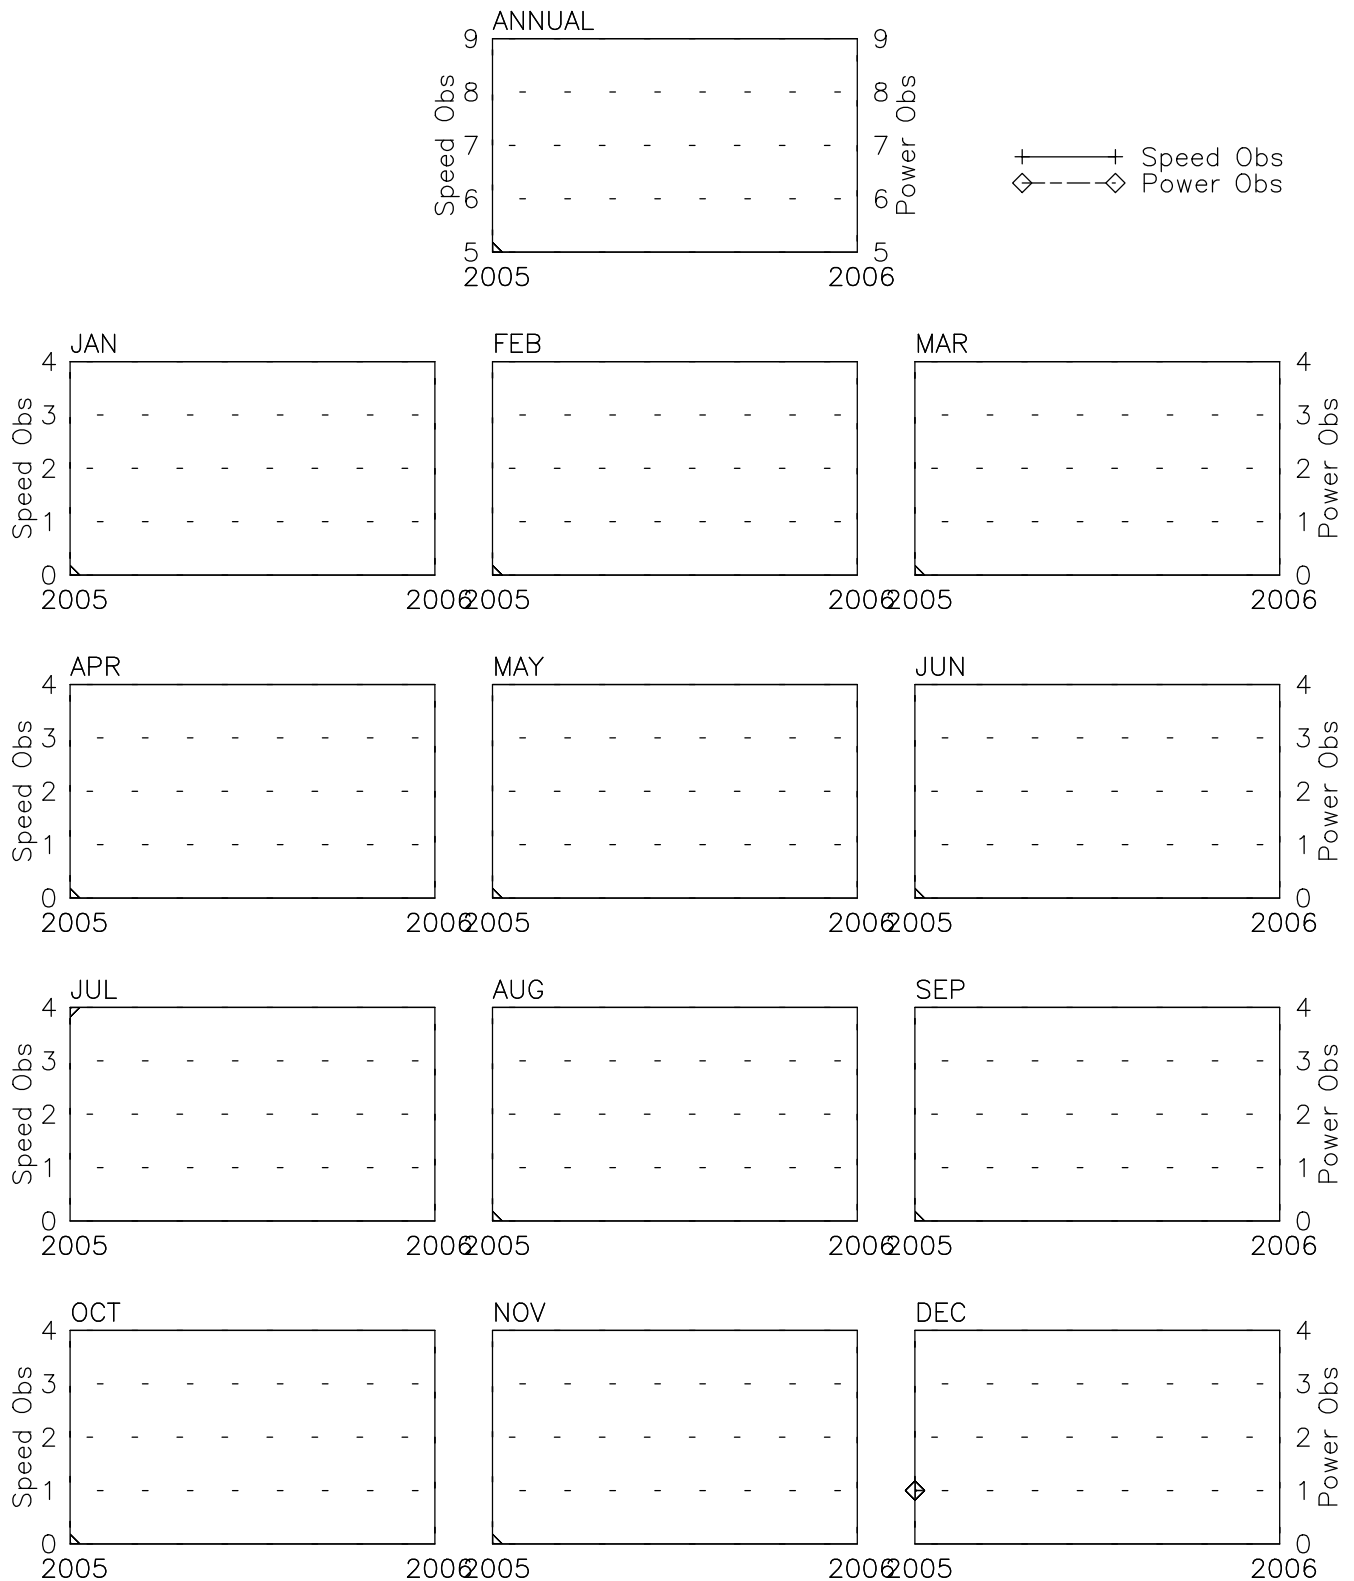 ANNUAL
9 9
8 8
7 7
6 6
5 5
Speed Obs
Power Obs
2005 2006
Speed Obs
Power Obs
JAN FEB MAR
4 4
3 3
2 2
1 1
0 0
Speed Obs
Power Obs
2005 2006 2005 2006 2005 2006
APR MAY JUN
4 4
3 3
2 2
1 1
0 0
Speed Obs
Power Obs
2005 2006 2005 2006 2005 2006
JUL AUG SEP
4 4
3 3
2 2
1 1
0 0
Speed Obs
Power Obs
2005 2006 2005 2006 2005 2006
OCT NOV DEC
4 4
3 3
2 2
1 1
0 0
Speed Obs
Power Obs
2005 2006 2005 2006 2005 2006